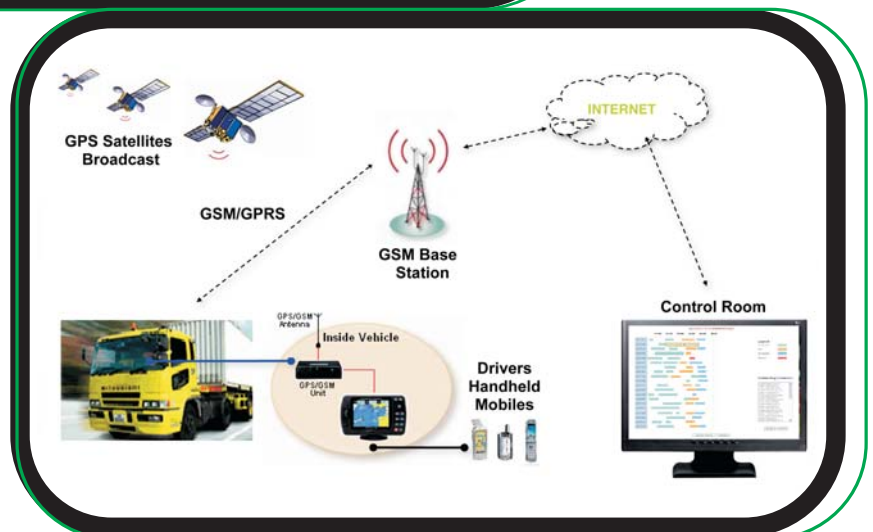 GPS Satellites
Broadcast
INTERNET
GSM/GPRS
GSM Base
Station
Control Room
GPS/GSM
Antenna
Inside Vehicle
GPS/GSM
Unit
Drivers
Handheld
Mobiles
MITSUBISHI